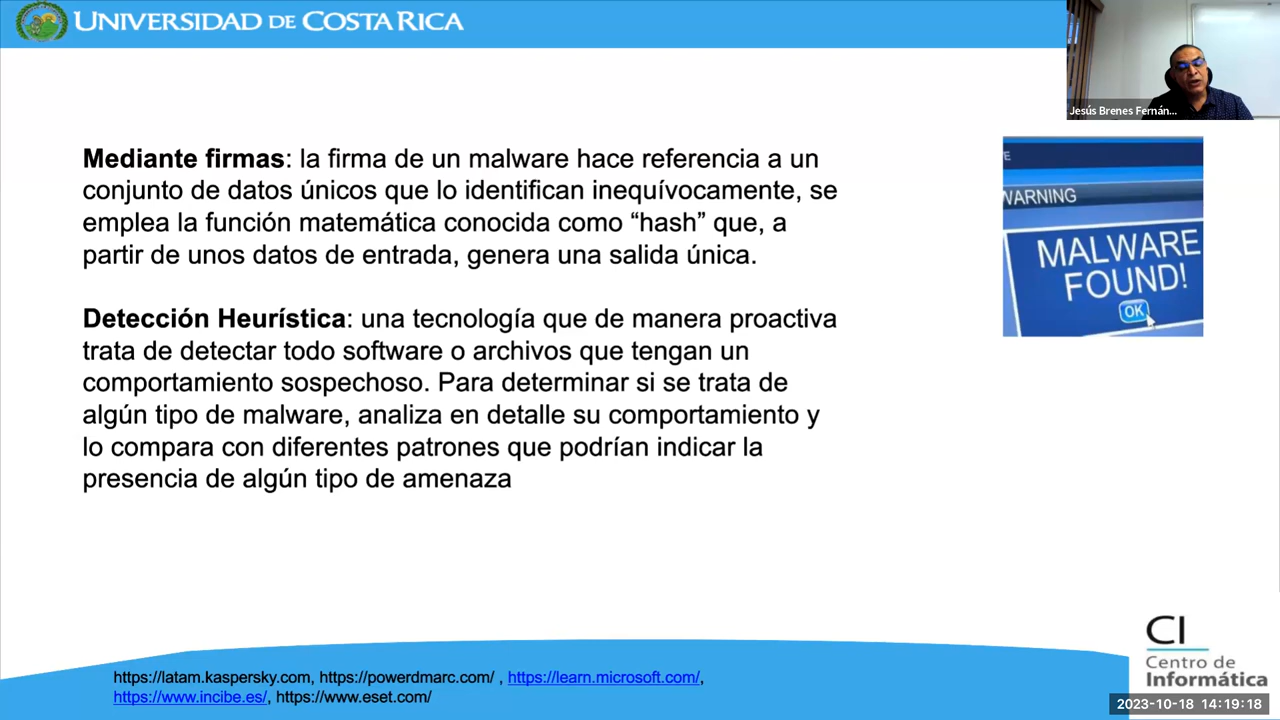 UNIVERSIDAD DE COSTA RICA
Jesús Brenes Fernán...
Mediante firmas: la firma de un malware hace referencia a un
conjunto de datos únicos que lo identifican inequívocamente, se
emplea la función matemática conocida como “hash” que, a
partir de unos datos de entrada, genera una salida única.
WARNING
MALWARE
FOUND!
OK
Detección Heurística: una tecnología que de manera proactiva
trata de detectar todo software o archivos que tengan un
comportamiento sospechoso. Para determinar si se trata de
algún tipo de malware, analiza en detalle su comportamiento y
lo compara con diferentes patrones que podrían indicar la
presencia de algún tipo de amenaza
https://latam.kaspersky.com, https://powerdmarc.com/ , https://learn.microsoft.com/,
https://www.incibe.es/, https://www.eset.com/
CI
Centro de
Informática
2023-10-18 14:19:18